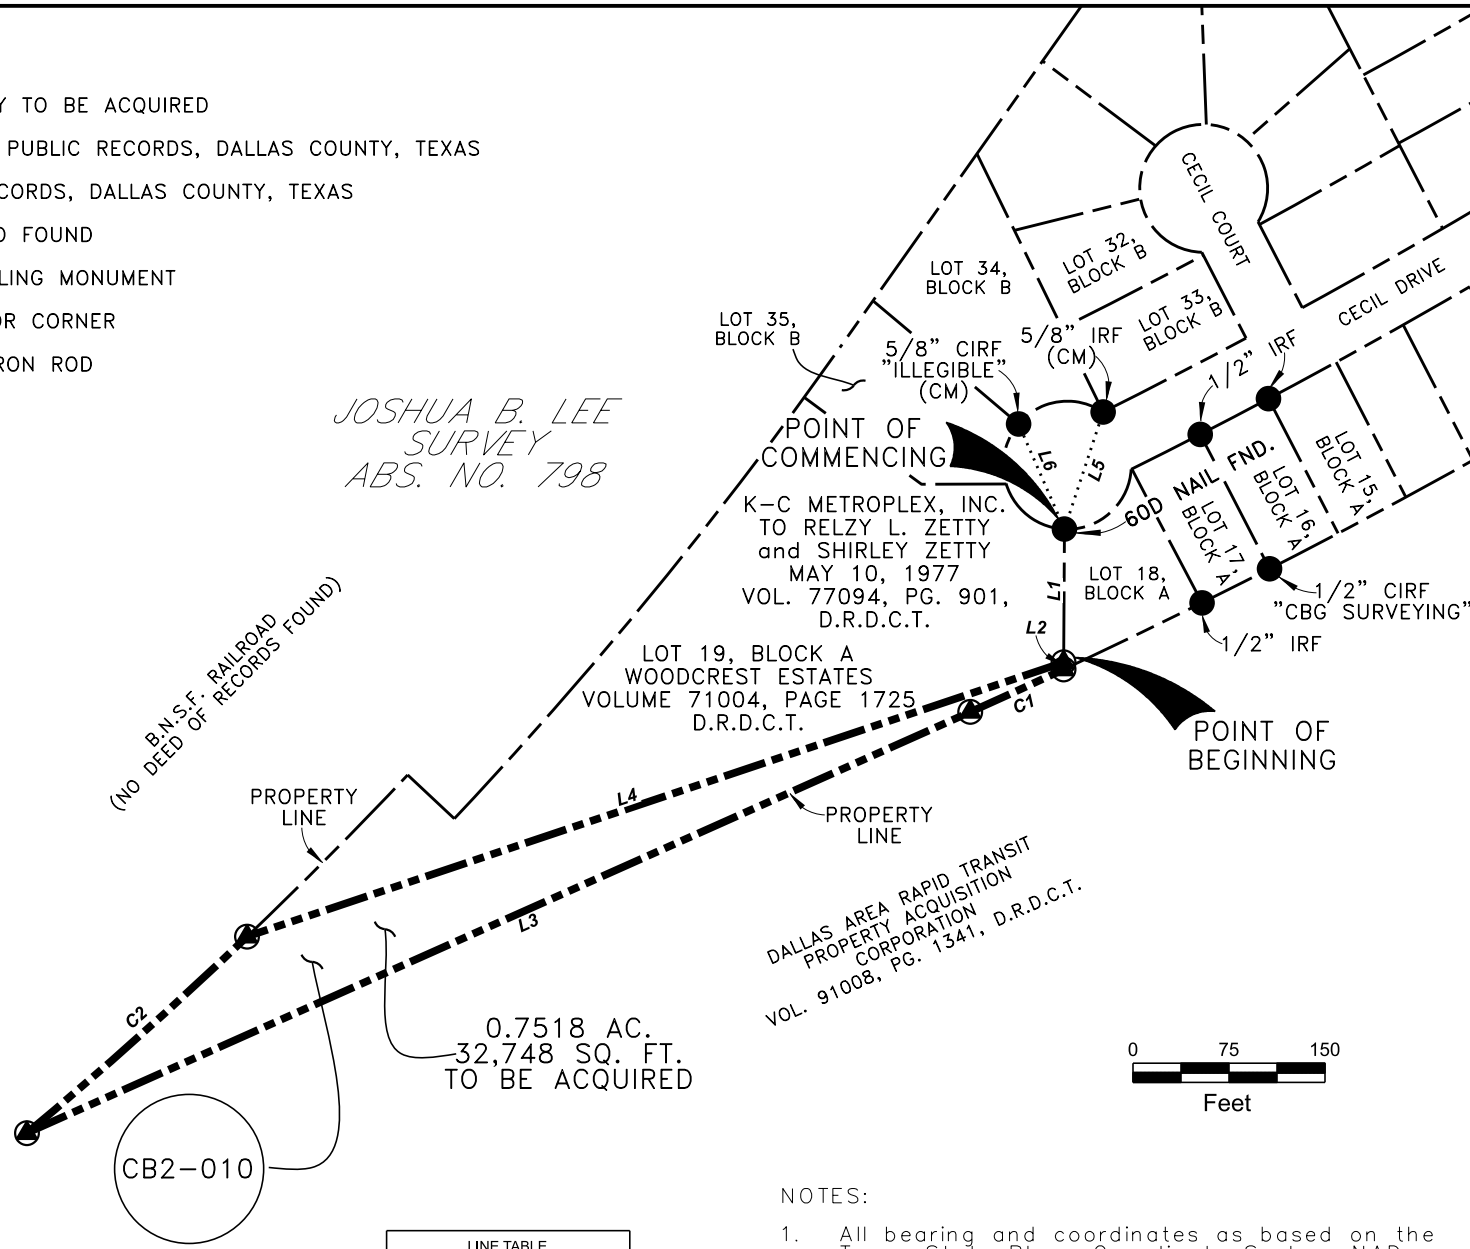 Y TO BE ACQUIRED
PUBLIC RECORDS, DALLAS COUNTY, TEXAS
CORDS, DALLAS COUNTY, TEXAS
D FOUND
LING MONUMENT
OR CORNER
RON ROD
JOSHUA B. LEE
SURVEY
ABS. NO. 798
CECIL COURT
CECIL DRIVE
LOT 32,
BLOCK B
LOT 33,
BLOCK B
LOT 34,
BLOCK B
LOT 35,
BLOCK B
5/8" CIRF
"ILLEGIBLE"
(CM)
5/8" IRF
(CM)
1/2" IRF
POINT OF
COMMENCING
L6
L5
60D NAIL FND.
LOT 15,
BLOCK A
LOT 16,
BLOCK A
LOT 17,
BLOCK A
LOT 18,
BLOCK A
K-C METROPLEX, INC.
TO RELZY L. ZETTY
and SHIRLEY ZETTY
MAY 10, 1977
VOL. 77094, PG. 901,
D.R.D.C.T.
L1
L2
1/2" CIRF
"CBG SURVEYING"
1/2" IRF
LOT 19, BLOCK A
WOODCREST ESTATES
VOLUME 71004, PAGE 1725
D.R.D.C.T.
C1
POINT OF
BEGINNING
B.N.S.F. RAILROAD
(NO DEED OF RECORDS FOUND)
PROPERTY
LINE
L4
PROPERTY
LINE
L3
DALLAS AREA RAPID TRANSIT
PROPERTY ACQUISITION
CORPORATION
VOL. 91008, PG. 1341, D.R.D.C.T.
C2
0.7518 AC.
32,748 SQ. FT.
TO BE ACQUIRED
CB2-010
0 75 150
Feet
LINE TABLE
NOTES:
1. All bearing and coordinates as based on the